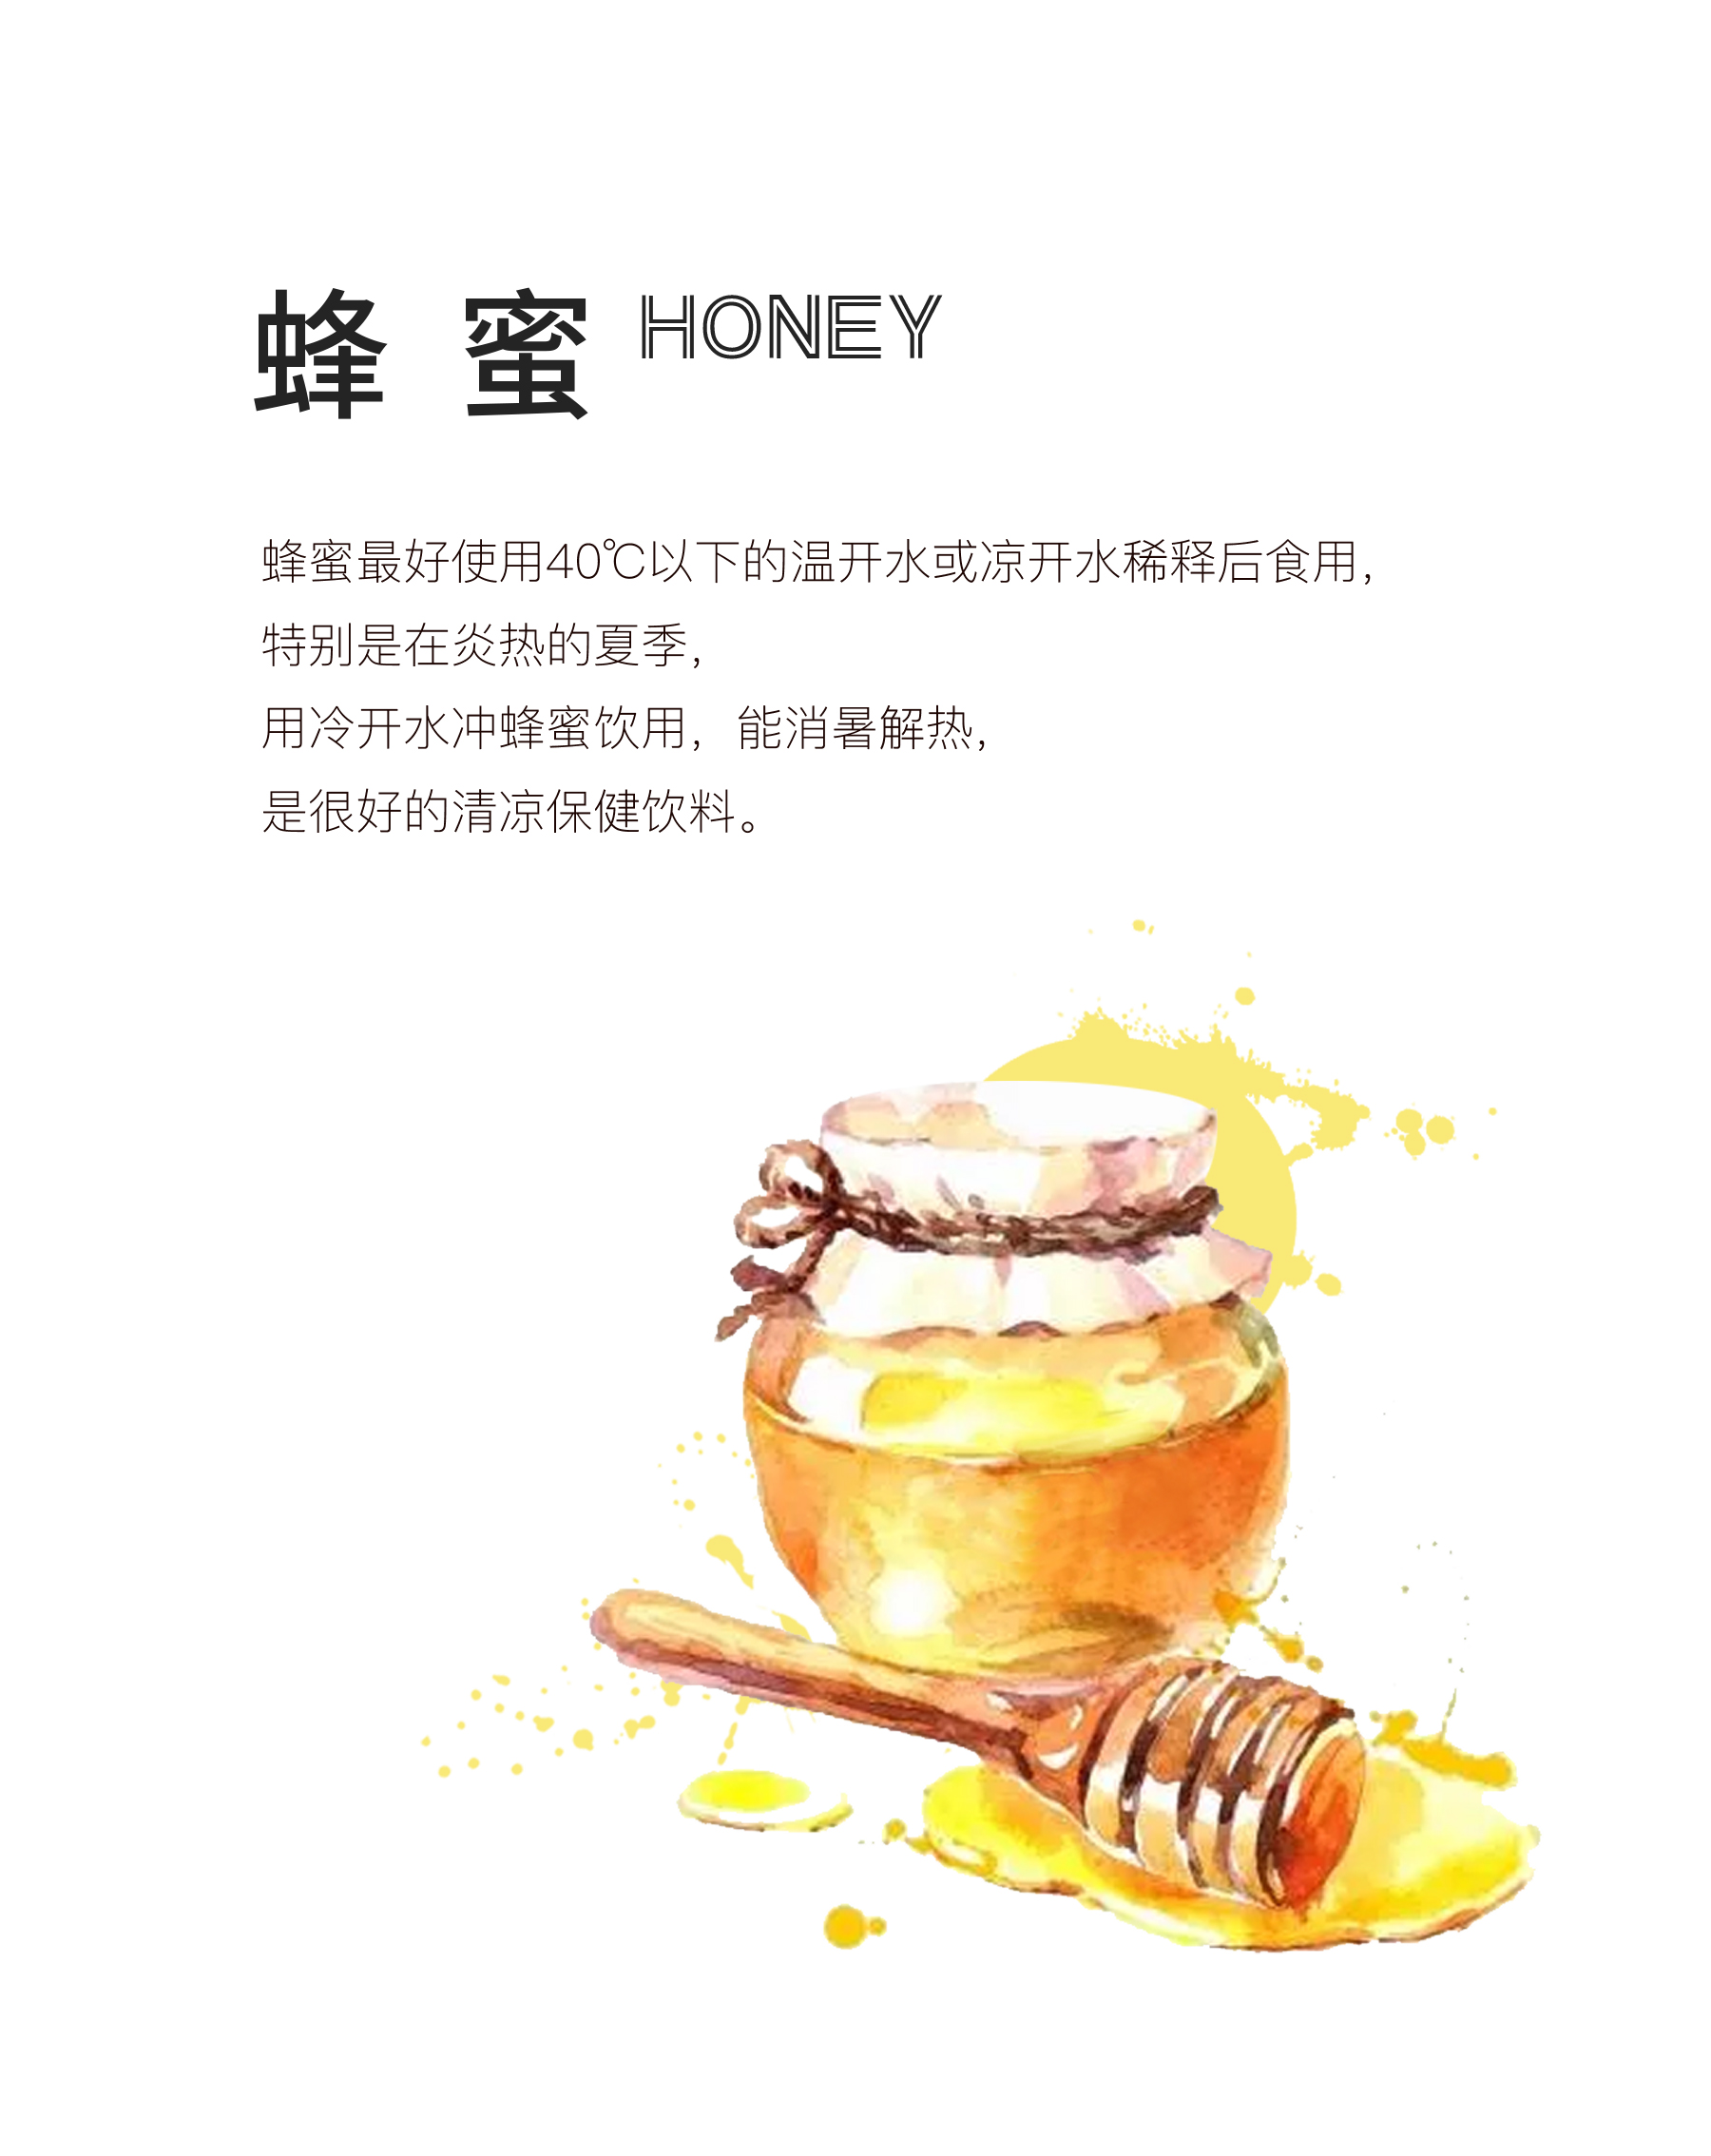 蜂 蜜 HONEY
蜂蜜最好使用40℃以下的温开水或凉开水稀释后食用，
特别是在炎热的夏季，
用冷开水冲蜂蜜饮用，能消暑解热，
是很好的清凉保健饮料。